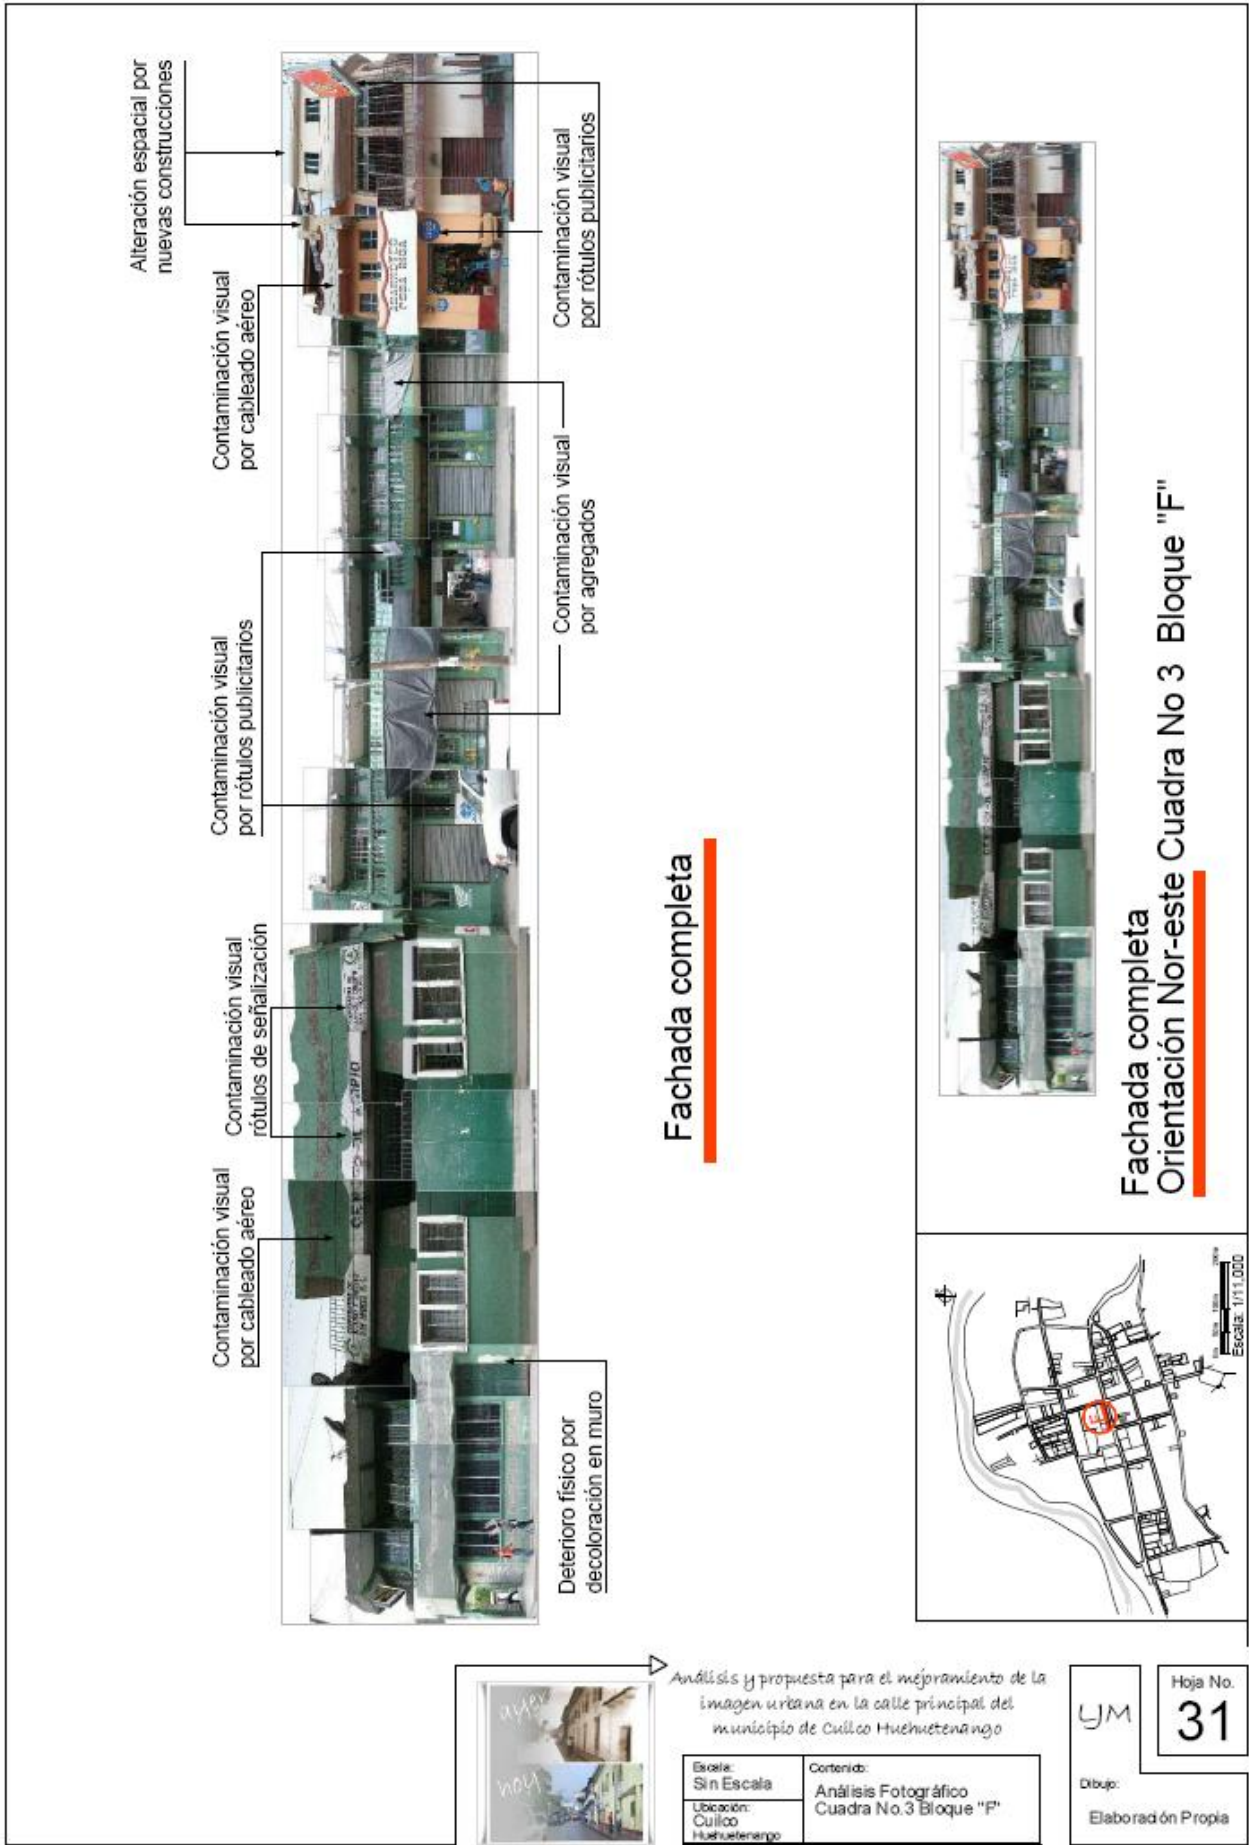 Alteración espacial por
nuevas construcciones
Contaminación visual
por cableado aéreo
Contaminación visual
por rótulos publicitarios
Contaminación visual
rótulos de señalización
Contaminación visual
por cableado aéreo
Contaminación visual
por rótulos publicitarios
Contaminación visual
por agregados
Deterioro físico por
decoloración en muro
Fachada completa
Fachada completa
Orientación Nor-este Cuadra No 3 Bloque "F"
F
Escala: 1/11,000
ayer
hoy
Análisis y propuesta para el mejoramiento de la
imagen urbana en la calle principal del
municipio de Cuilco Huehuetenango
Escala:
Sin Escala
Ubicación:
Cuilco
Huehuetenango
Contenido:
Análisis Fotográfico
Cuadra No.3 Bloque "F"
YM
Hoja No.
31
Dibujo:
Elaboración Propia